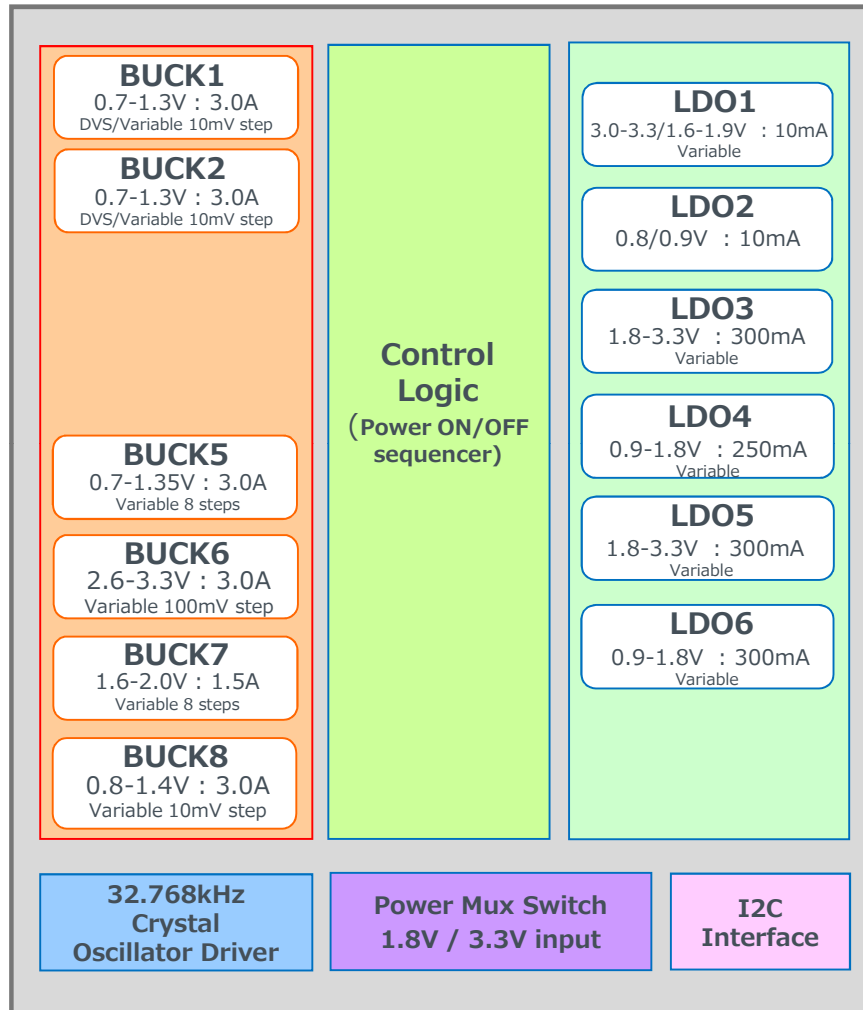 BUCK1
0.7-1.3V : 3.0A
DVS/Variable 10mV step
BUCK2
0.7-1.3V : 3.0A
DVS/Variable 10mV step
BUCK5
0.7-1.35V : 3.0A
Variable 8 steps
BUCK6
2.6-3.3V : 3.0A
Variable 100mV step
BUCK7
1.6-2.0V : 1.5A
Variable 8 steps
BUCK8
0.8-1.4V : 3.0A
Variable 10mV step
Control
Logic
(Power ON/OFF
sequencer)
LDO1
3.0-3.3/1.6-1.9V : 10mA
Variable
LDO2
0.8/0.9V : 10mA
LDO3
1.8-3.3V : 300mA
Variable
LDO4
0.9-1.8V : 250mA
Variable
LDO5
1.8-3.3V : 300mA
Variable
LDO6
0.9-1.8V : 300mA
Variable
32.768kHz
Crystal
Oscillator Driver
Power Mux Switch
1.8V / 3.3V input
I2C
Interface